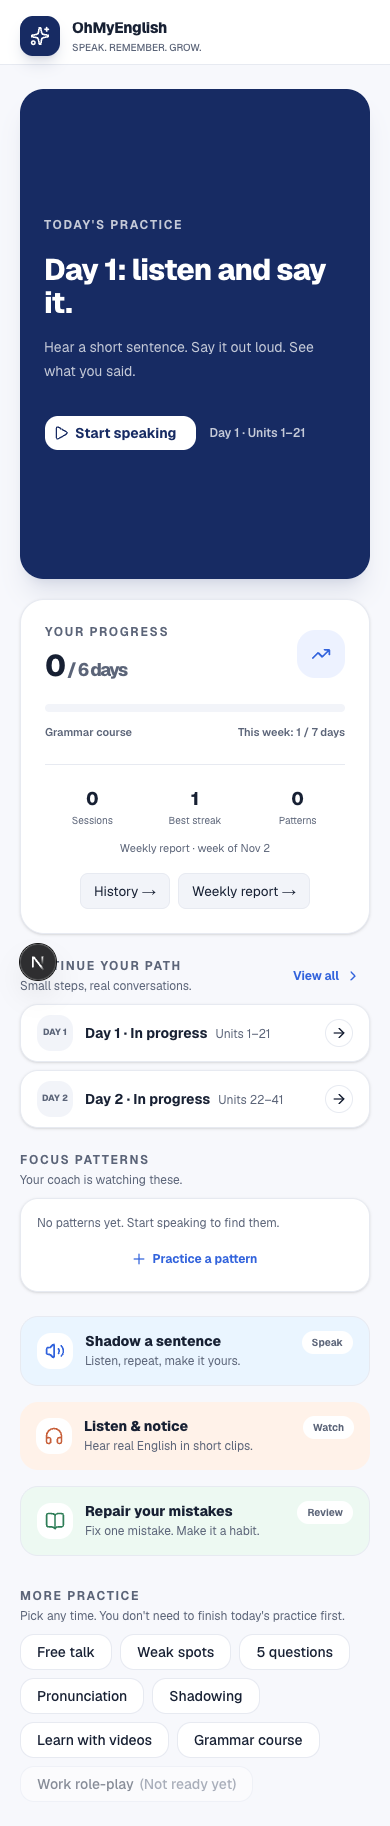 OhMyEnglish
SPEAK. REMEMBER. GROW.
TODAY'S PRACTICE
Day 1: listen and say
it.
Hear a short sentence. Say it out loud. See
what you said.
Start speaking
Day 1 · Units 1–21
YOUR PROGRESS
0 / 6 days
Grammar course
This week: 1 / 7 days
0
1
0
Sessions
Best streak
Patterns
Weekly report · week of Nov 2
History →
Weekly report →
N
TINUE YOUR PATH
View all
Small steps, real conversations.
DAY 1
Day 1 · In progress Units 1–21
DAY 2
Day 2 · In progress Units 22–41
FOCUS PATTERNS
Your coach is watching these.
No patterns yet. Start speaking to find them.
Practice a pattern
Shadow a sentence
Speak
Listen, repeat, make it yours.
Listen & notice
Watch
Hear real English in short clips.
Repair your mistakes
Review
Fix one mistake. Make it a habit.
MORE PRACTICE
Pick any time. You don't need to finish today's practice first.
Free talk
Weak spots
5 questions
Pronunciation
Shadowing
Learn with videos
Grammar course
Work role-play (Not ready yet)